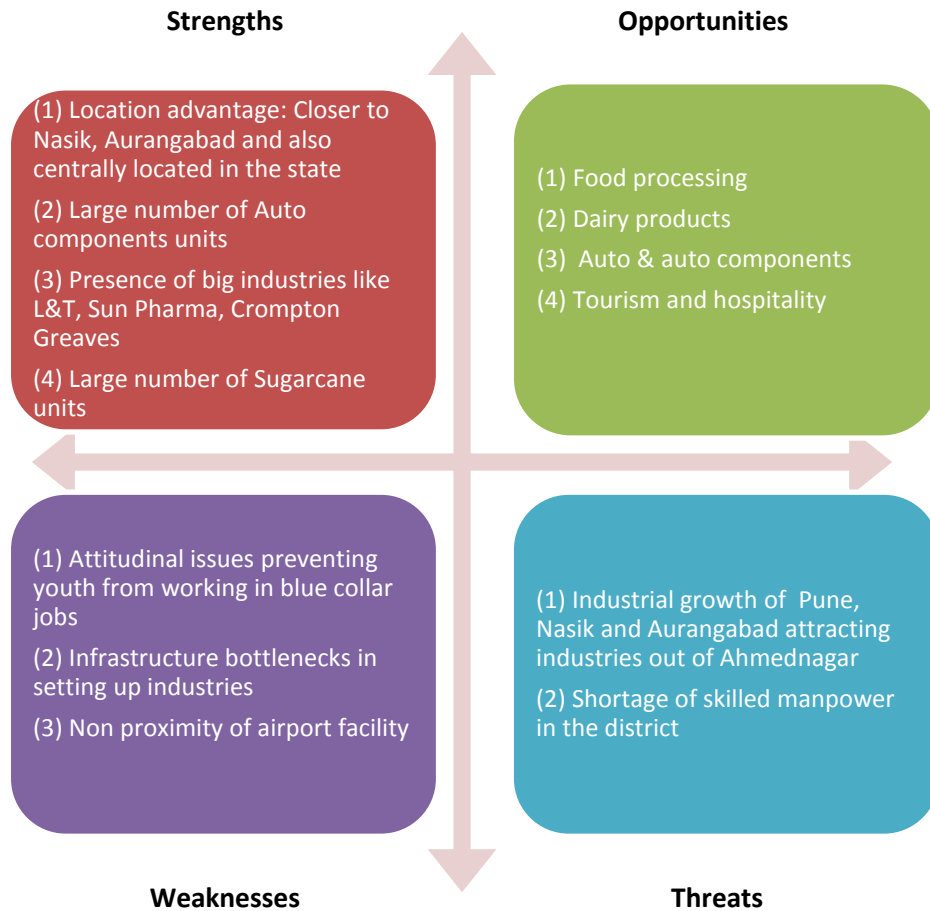 Strengths
Opportunities
(1) Location advantage: Closer to
Nasik, Aurangabad and also
centrally located in the state
(2) Large number of Auto
components units
(3) Presence of big industries like
L&T, Sun Pharma, Crompton
Greaves
(4) Large number of Sugarcane
units
(1) Food processing
(2) Dairy products
(3) Auto & auto components
(4) Tourism and hospitality
(1) Attitudinal issues preventing
youth from working in blue collar
jobs
(2) Infrastructure bottlenecks in
setting up industries
(3) Non proximity of airport facility
(1) Industrial growth of Pune,
Nasik and Aurangabad attracting
industries out of Ahmednagar
(2) Shortage of skilled manpower
in the district
Weaknesses
Threats